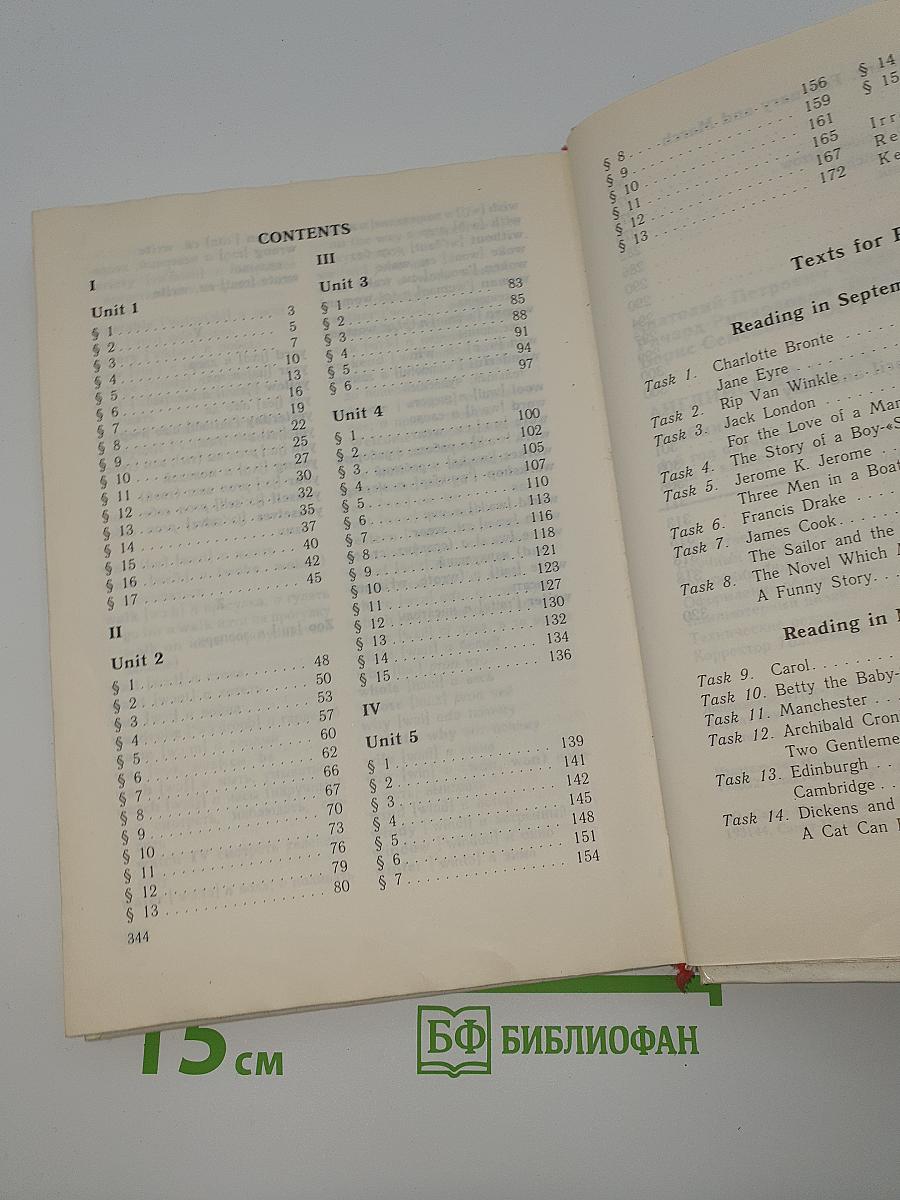 CONTENTS
I
Unit 1
§ 1 . . . . . . . . . . 3
§ 2 . . . . . . . . . . 5
§ 3 . . . . . . . . . . 7
§ 4 . . . . . . . . . . 10
§ 5 . . . . . . . . . . 13
§ 6 . . . . . . . . . . 16
§ 7 . . . . . . . . . . 19
§ 8 . . . . . . . . . . 22
§ 9 . . . . . . . . . . 25
§ 10 . . . . . . . . . . 27
§ 11 . . . . . . . . . . 30
§ 12 . . . . . . . . . . 32
§ 13 . . . . . . . . . . 35
§ 14 . . . . . . . . . . 37
§ 15 . . . . . . . . . . 40
§ 16 . . . . . . . . . . 42
§ 17 . . . . . . . . . . 45
II
Unit 2
§ 1 . . . . . . . . . . 48
§ 2 . . . . . . . . . . 50
§ 3 . . . . . . . . . . 53
§ 4 . . . . . . . . . . 57
§ 5 . . . . . . . . . . 60
§ 6 . . . . . . . . . . 62
§ 7 . . . . . . . . . . 66
§ 8 . . . . . . . . . . 67
§ 9 . . . . . . . . . . 70
§ 10 . . . . . . . . . . 73
§ 11 . . . . . . . . . . 76
§ 12 . . . . . . . . . . 79
§ 13 . . . . . . . . . . 80
344
III
Unit 3
§ 1 . . . . . . . . . . 83
§ 2 . . . . . . . . . . 85
§ 3 . . . . . . . . . . 88
§ 4 . . . . . . . . . . 91
§ 5 . . . . . . . . . . 94
§ 6 . . . . . . . . . . 97
Unit 4
§ 1 . . . . . . . . . . 100
§ 2 . . . . . . . . . . 102
§ 3 . . . . . . . . . . 105
§ 4 . . . . . . . . . . 107
§ 5 . . . . . . . . . . 110
§ 6 . . . . . . . . . . 113
§ 7 . . . . . . . . . . 116
§ 8 . . . . . . . . . . 118
§ 9 . . . . . . . . . . 121
§ 10 . . . . . . . . . . 123
§ 11 . . . . . . . . . . 127
§ 12 . . . . . . . . . . 130
§ 13 . . . . . . . . . . 132
§ 14 . . . . . . . . . . 134
§ 15 . . . . . . . . . . 136
IV
Unit 5
§ 1 . . . . . . . . . . 139
§ 2 . . . . . . . . . . 141
§ 3 . . . . . . . . . . 142
§ 4 . . . . . . . . . . 145
§ 5 . . . . . . . . . . 148
§ 6 . . . . . . . . . . 151
§ 7 . . . . . . . . . . 154
§ 8 . . . . . . . . . . 156
§ 9 . . . . . . . . . . 159
§ 10 . . . . . . . . . . 161
§ 11 . . . . . . . . . . 165
§ 12 . . . . . . . . . . 167
§ 13 . . . . . . . . . . 172
§ 14
§ 15
Irr
Re
Ke
Texts for
Reading in Septem
Task 1. Charlotte Bronte . . . . . .
Jane Eyre . . . . . .
Task 2. Rip Van Winkle . . . . . .
Task 3. Jack London . . . . . .
For the Love of a Man
Task 4. The Story of a Boy-«S
Task 5. Jerome K. Jerome . . .
Three Men in a Boat
Task 6. Francis Drake . . . .
Task 7. James Cook . . . .
The Sailor and the
Task 8. The Novel Which
A Funny Story . . .
Reading in
Task 9. Carol . . . . . .
Task 10. Betty the Baby-
Task 11. Manchester . . .
Task 12. Archibald Cron
Two Gentleme
Task 13. Edinburgh . . .
Cambridge . . .
Task 14. Dickens and
A Cat Can
15 см
БФ БИБЛИОФАН